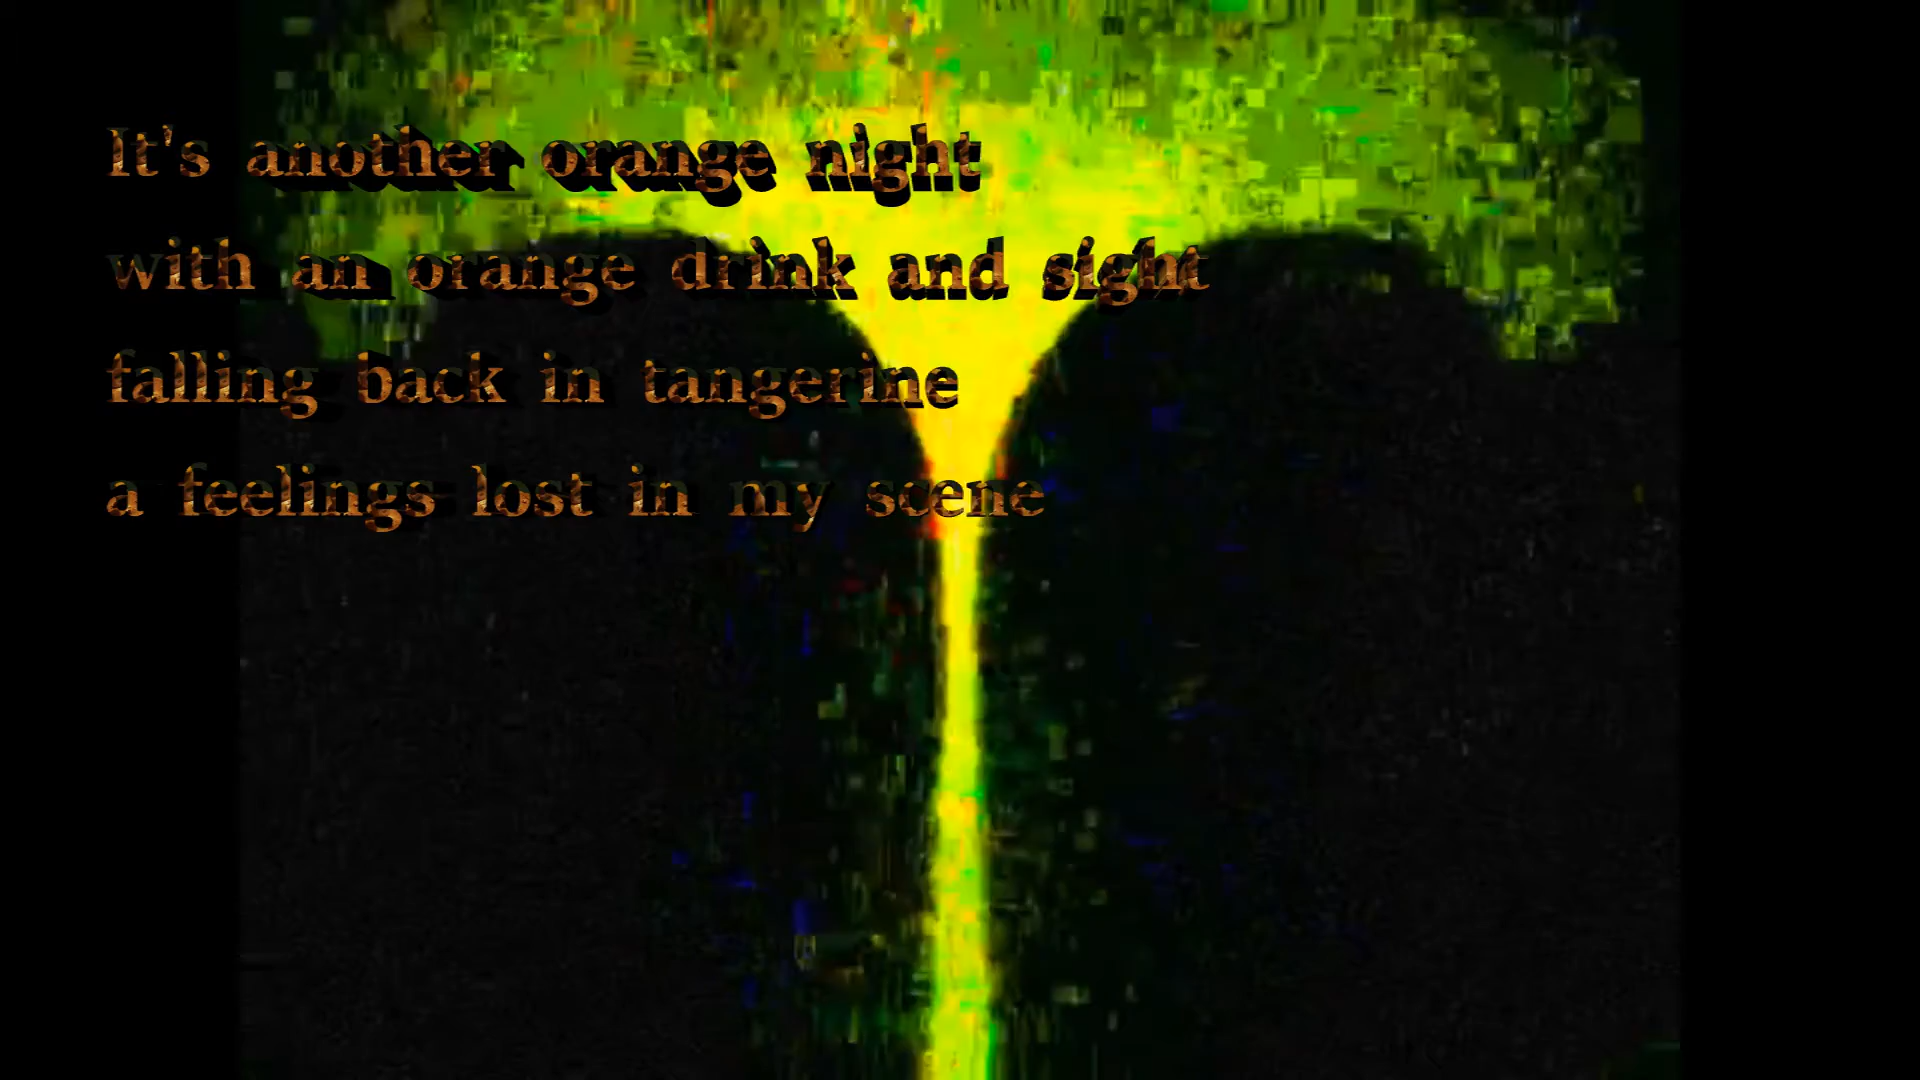 It's another orange night
with an orange drink and sight
falling back in tangerine
a feelings lost in my scene